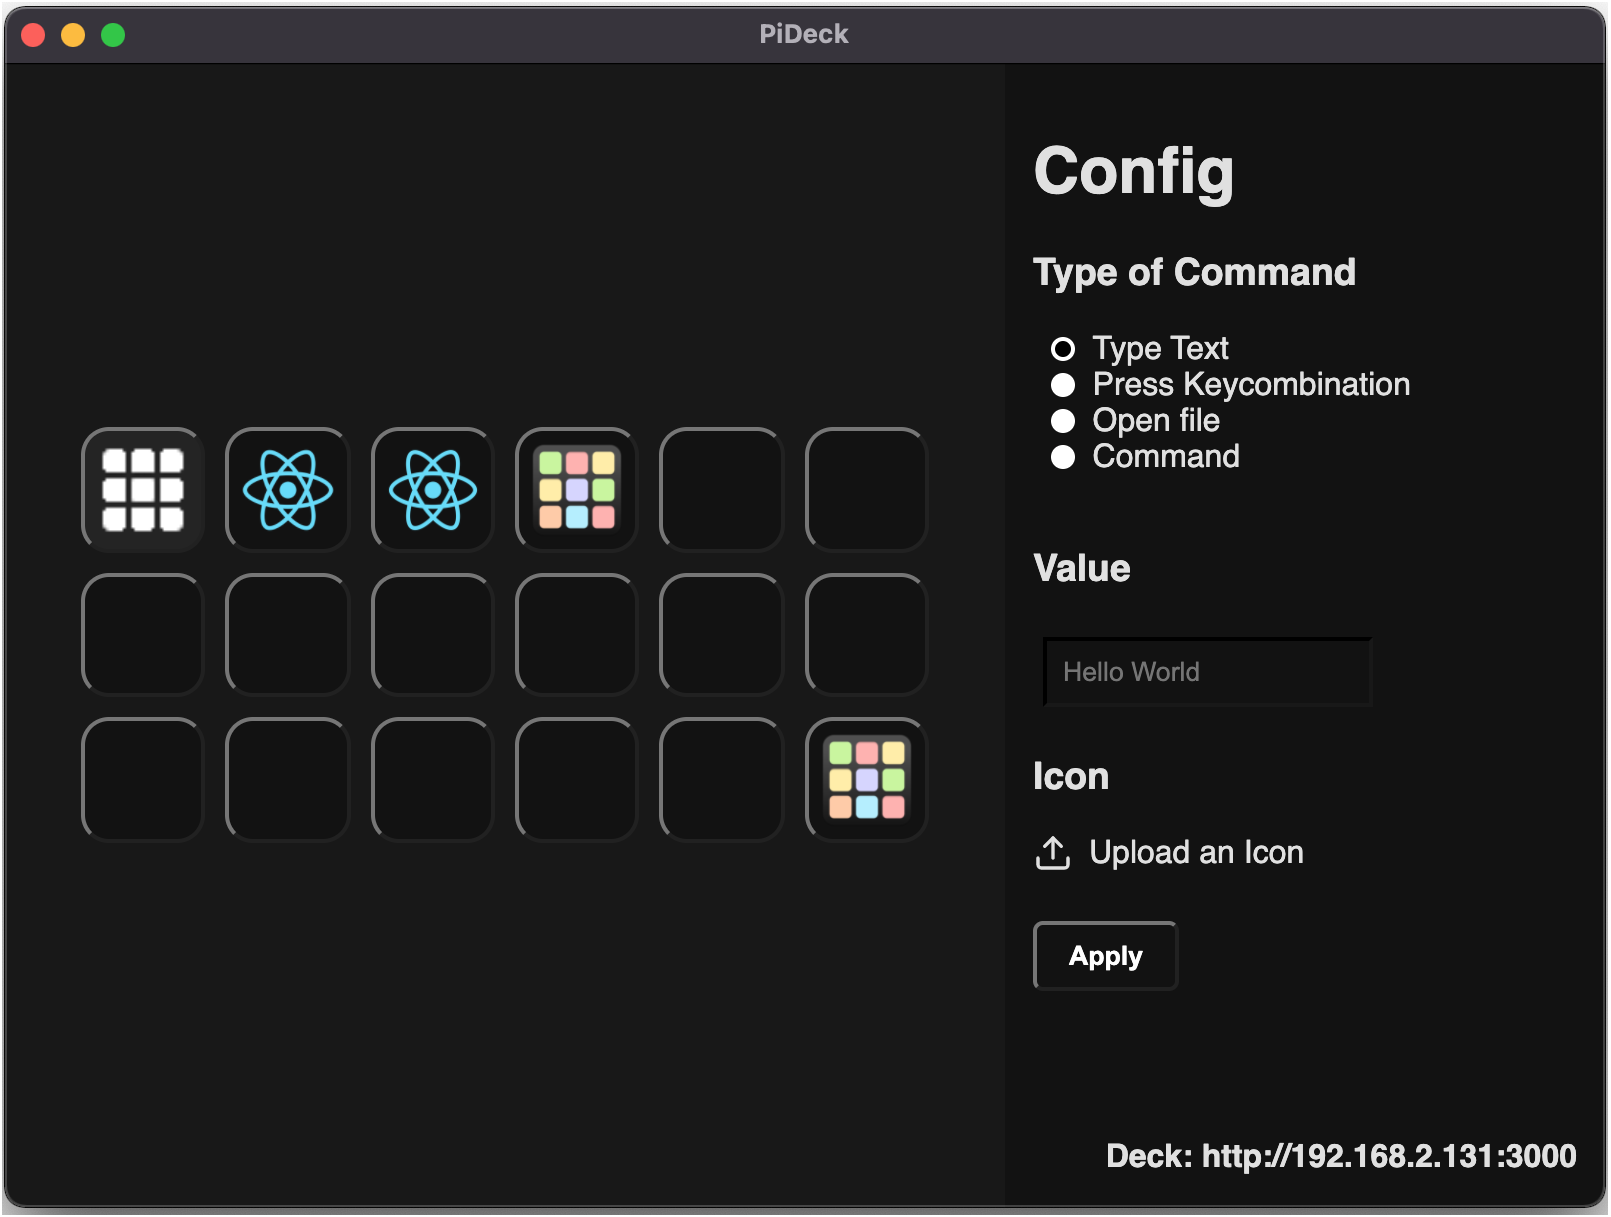 PiDeck
Config
Type of Command
Type Text
Press Keycombination
Open file
Command
Value
Hello World
Icon
Upload an Icon
Apply
Deck: http://192.168.2.131:3000